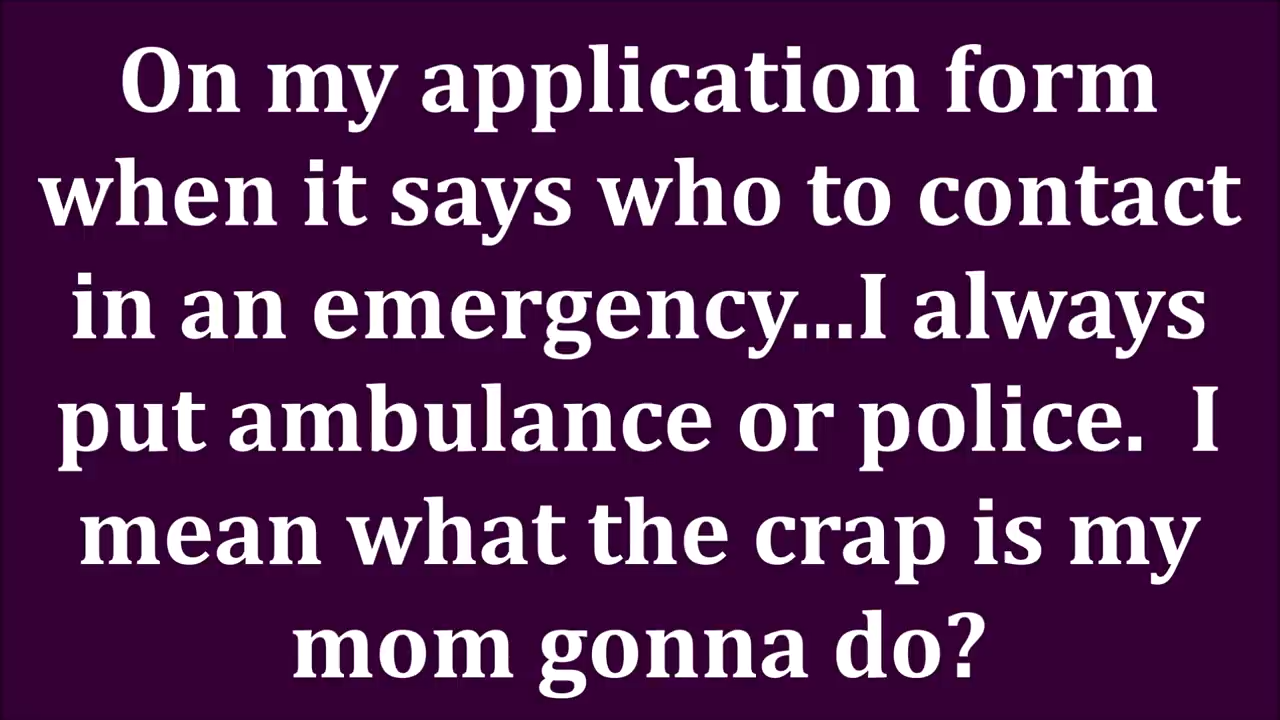 On my application form
when it says who to contact
in an emergency...I always
put ambulance or police.  I
mean what the crap is my
mom gonna do?